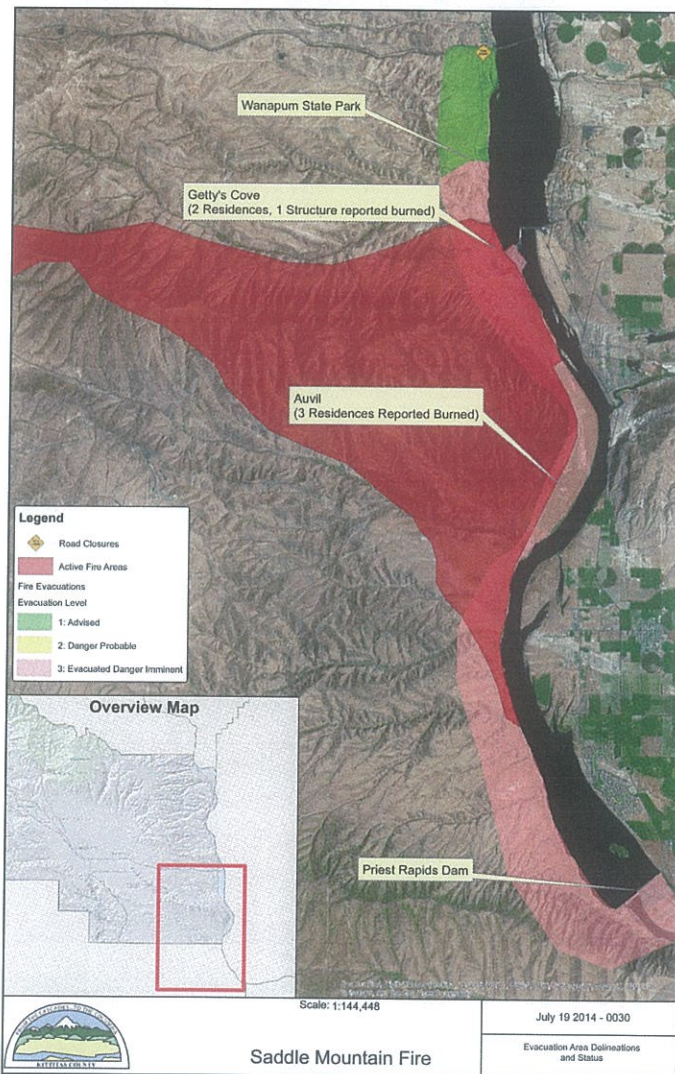 Wanapum State Park
Getty's Cove
(2 Residences, 1 Structure reported burned)
Auvil
(3 Residences Reported Burned)
Legend
Road Closures
Active Fire Areas
Fire Evacuations
Evacuation Level
1: Advised
2: Danger Probable
3: Evacuated Danger Imminent
Overview Map
Priest Rapids Dam
Scale: 1:144,448
July 19 2014 - 0030
Saddle Mountain Fire
Evacuation Area Delineations
and Status
KITTITAS COUNTY